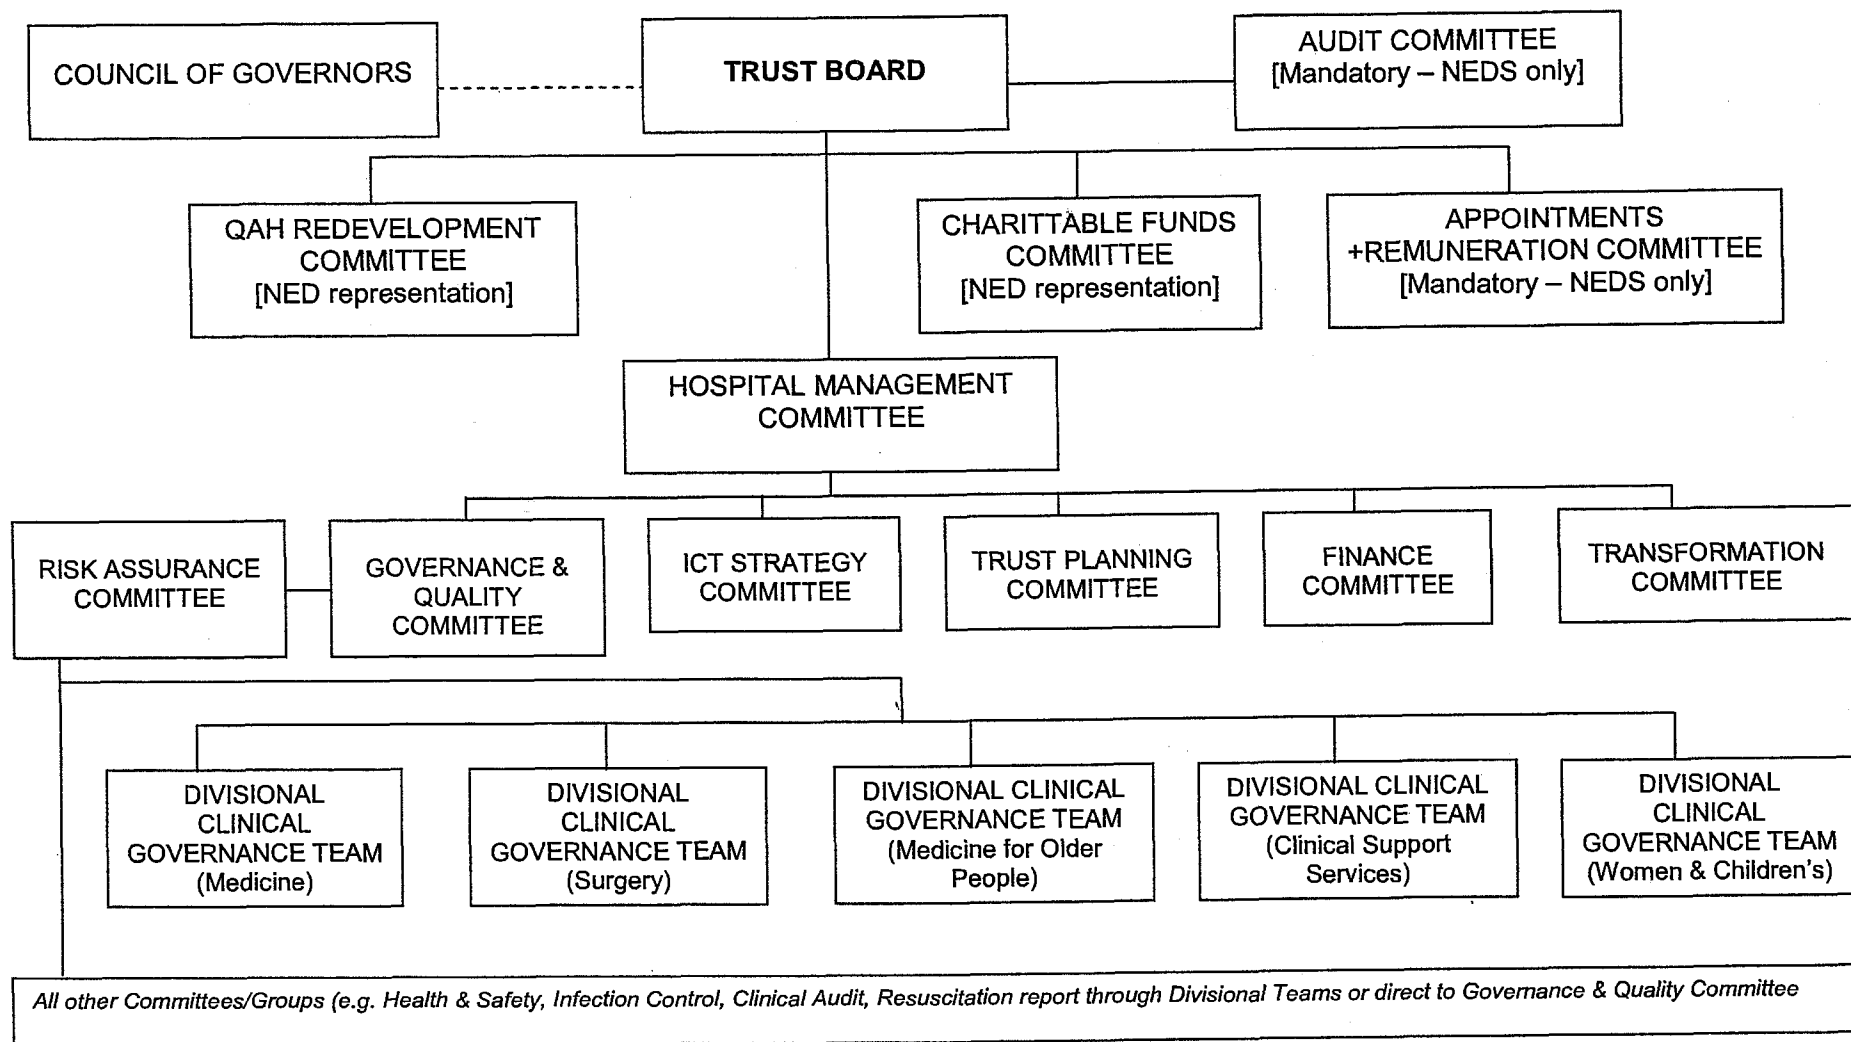 COUNCIL OF GOVERNORS
TRUST BOARD
AUDIT COMMITTEE
[Mandatory – NEDS only]
QAH REDEVELOPMENT
COMMITTEE
[NED representation]
CHARITTABLE FUNDS
COMMITTEE
[NED representation]
APPOINTMENTS
+REMUNERATION COMMITTEE
[Mandatory – NEDS only]
HOSPITAL MANAGEMENT
COMMITTEE
RISK ASSURANCE
COMMITTEE
GOVERNANCE &
QUALITY
COMMITTEE
ICT STRATEGY
COMMITTEE
TRUST PLANNING
COMMITTEE
FINANCE
COMMITTEE
TRANSFORMATION
COMMITTEE
DIVISIONAL
CLINICAL
GOVERNANCE TEAM
(Medicine)
DIVISIONAL
CLINICAL
GOVERNANCE TEAM
(Surgery)
DIVISIONAL CLINICAL
GOVERNANCE TEAM
(Medicine for Older
People)
DIVISIONAL CLINICAL
GOVERNANCE TEAM
(Clinical Support
Services)
DIVISIONAL
CLINICAL
GOVERNANCE TEAM
(Women & Children's)
All other Committees/Groups (e.g. Health & Safety, Infection Control, Clinical Audit, Resuscitation report through Divisional Teams or direct to Governance & Quality Committee